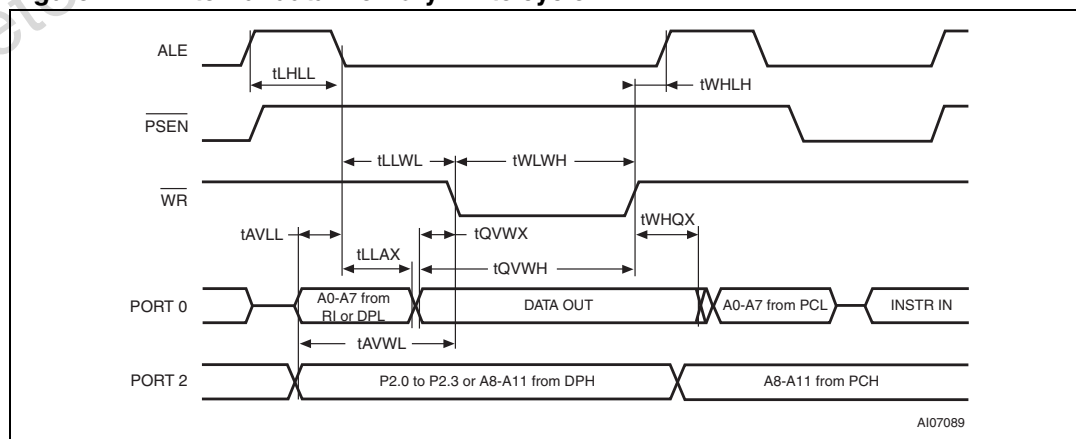 ALE
tLHLL
tWHLH
PSEN
tLLWL
tWLWH
WR
tWHQX
tAVLL
tQVWX
tLLAX
tQVWH
PORT 0
A0-A7 from
RI or DPL
DATA OUT
A0-A7 from PCL
INSTR IN
tAVWL
PORT 2
P2.0 to P2.3 or A8-A11 from DPH
A8-A11 from PCH
AI07089